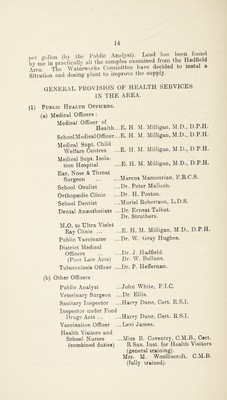 14
per gallon (by the Public Analyst). Lead has been found
by me in practically all the samples examined from the Hadfield
Area. The Waterworks Committee have decided to instal a
filtration and dosing plant to improve the supply.
GENERAL PROVISION OF HEALTH SERVICES
IN THE AREA.
(1) Public Health Officers.
(a) Medical Officers :
Medical Officer of
Health ...E. H. M. Milligan, M.D., D.P.H.
School Medical Officer ...E. H. M. Milligan, M.D., D.P.H.
Medical Supt. Child
Welfare Centres ...E. H. M. Milligan, M.D., D.P.H.
Medical Supt. Isola-
tion Hospital ...E. H. M. Milligan, M.D., D.P.H.
Ear, Nose & Throat
Surgeon ...Marcus Mamourian, F.R.C.S.
School Oculist ...Dr. Peter Malloch.
Orthopædic Clinic ...Dr. H. Poston.
School Dentist ...Muriel Robertson, L.D.S.
Dental Anæsthetists ...Dr. Ernest Talbot.
Dr. Struthers.
M.O. to Ultra Violet
Ray Clinic ... ...E. H. M. Milligan, M.D., D.P.H.
Public Vaccinator ...Dr. W. Gray Hughes.
District Medical
Officers ...Dr. J. Hadfield.
(Poor Law Acts) Dr. W. Bollans.
Tuberculosis Officer ...Dr. P. Heffernan.
(b) Other Officers :
Public Analyst ...John White, F.I.C.
Veterinary Surgeon ...Dr. Ellis.
Sanitary Inspector ...Harry Dane, Cert. R.S.I.
Inspector under Food
Drugs Acts ... ...Harry Dane, Cert. R.S.I.
Vaccination Officer ...Levi James.
Health Visitors and
School Nurses ...Miss B. Coventry, C.M.B., Cert.
(combined duties) R San. Inst. for Health Visitors
(general training).
Mrs. M. Woolliscroft, C.M.B.
(fully trained).